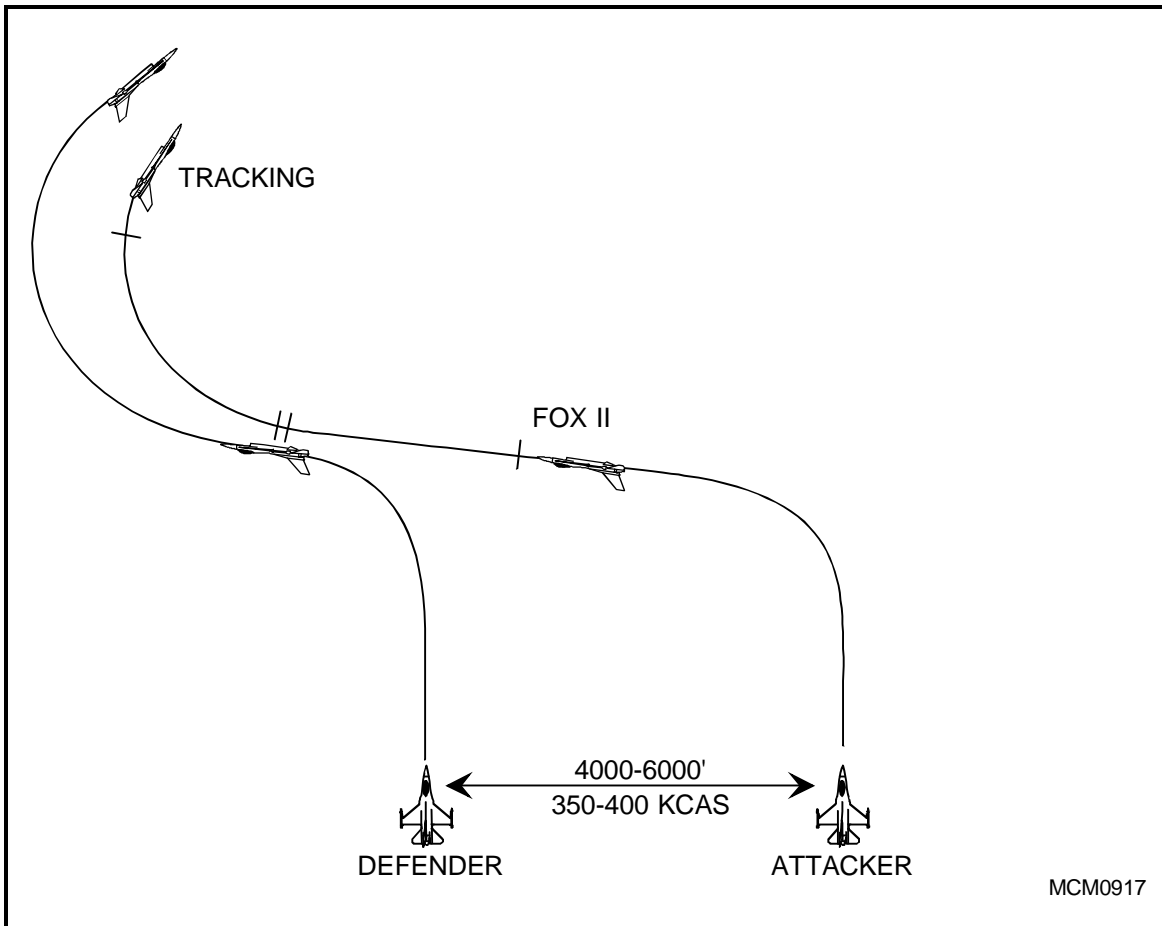 TRACKING
FOX II
4000-6000'
350-400 KCAS
DEFENDER
ATTACKER
MCM0917